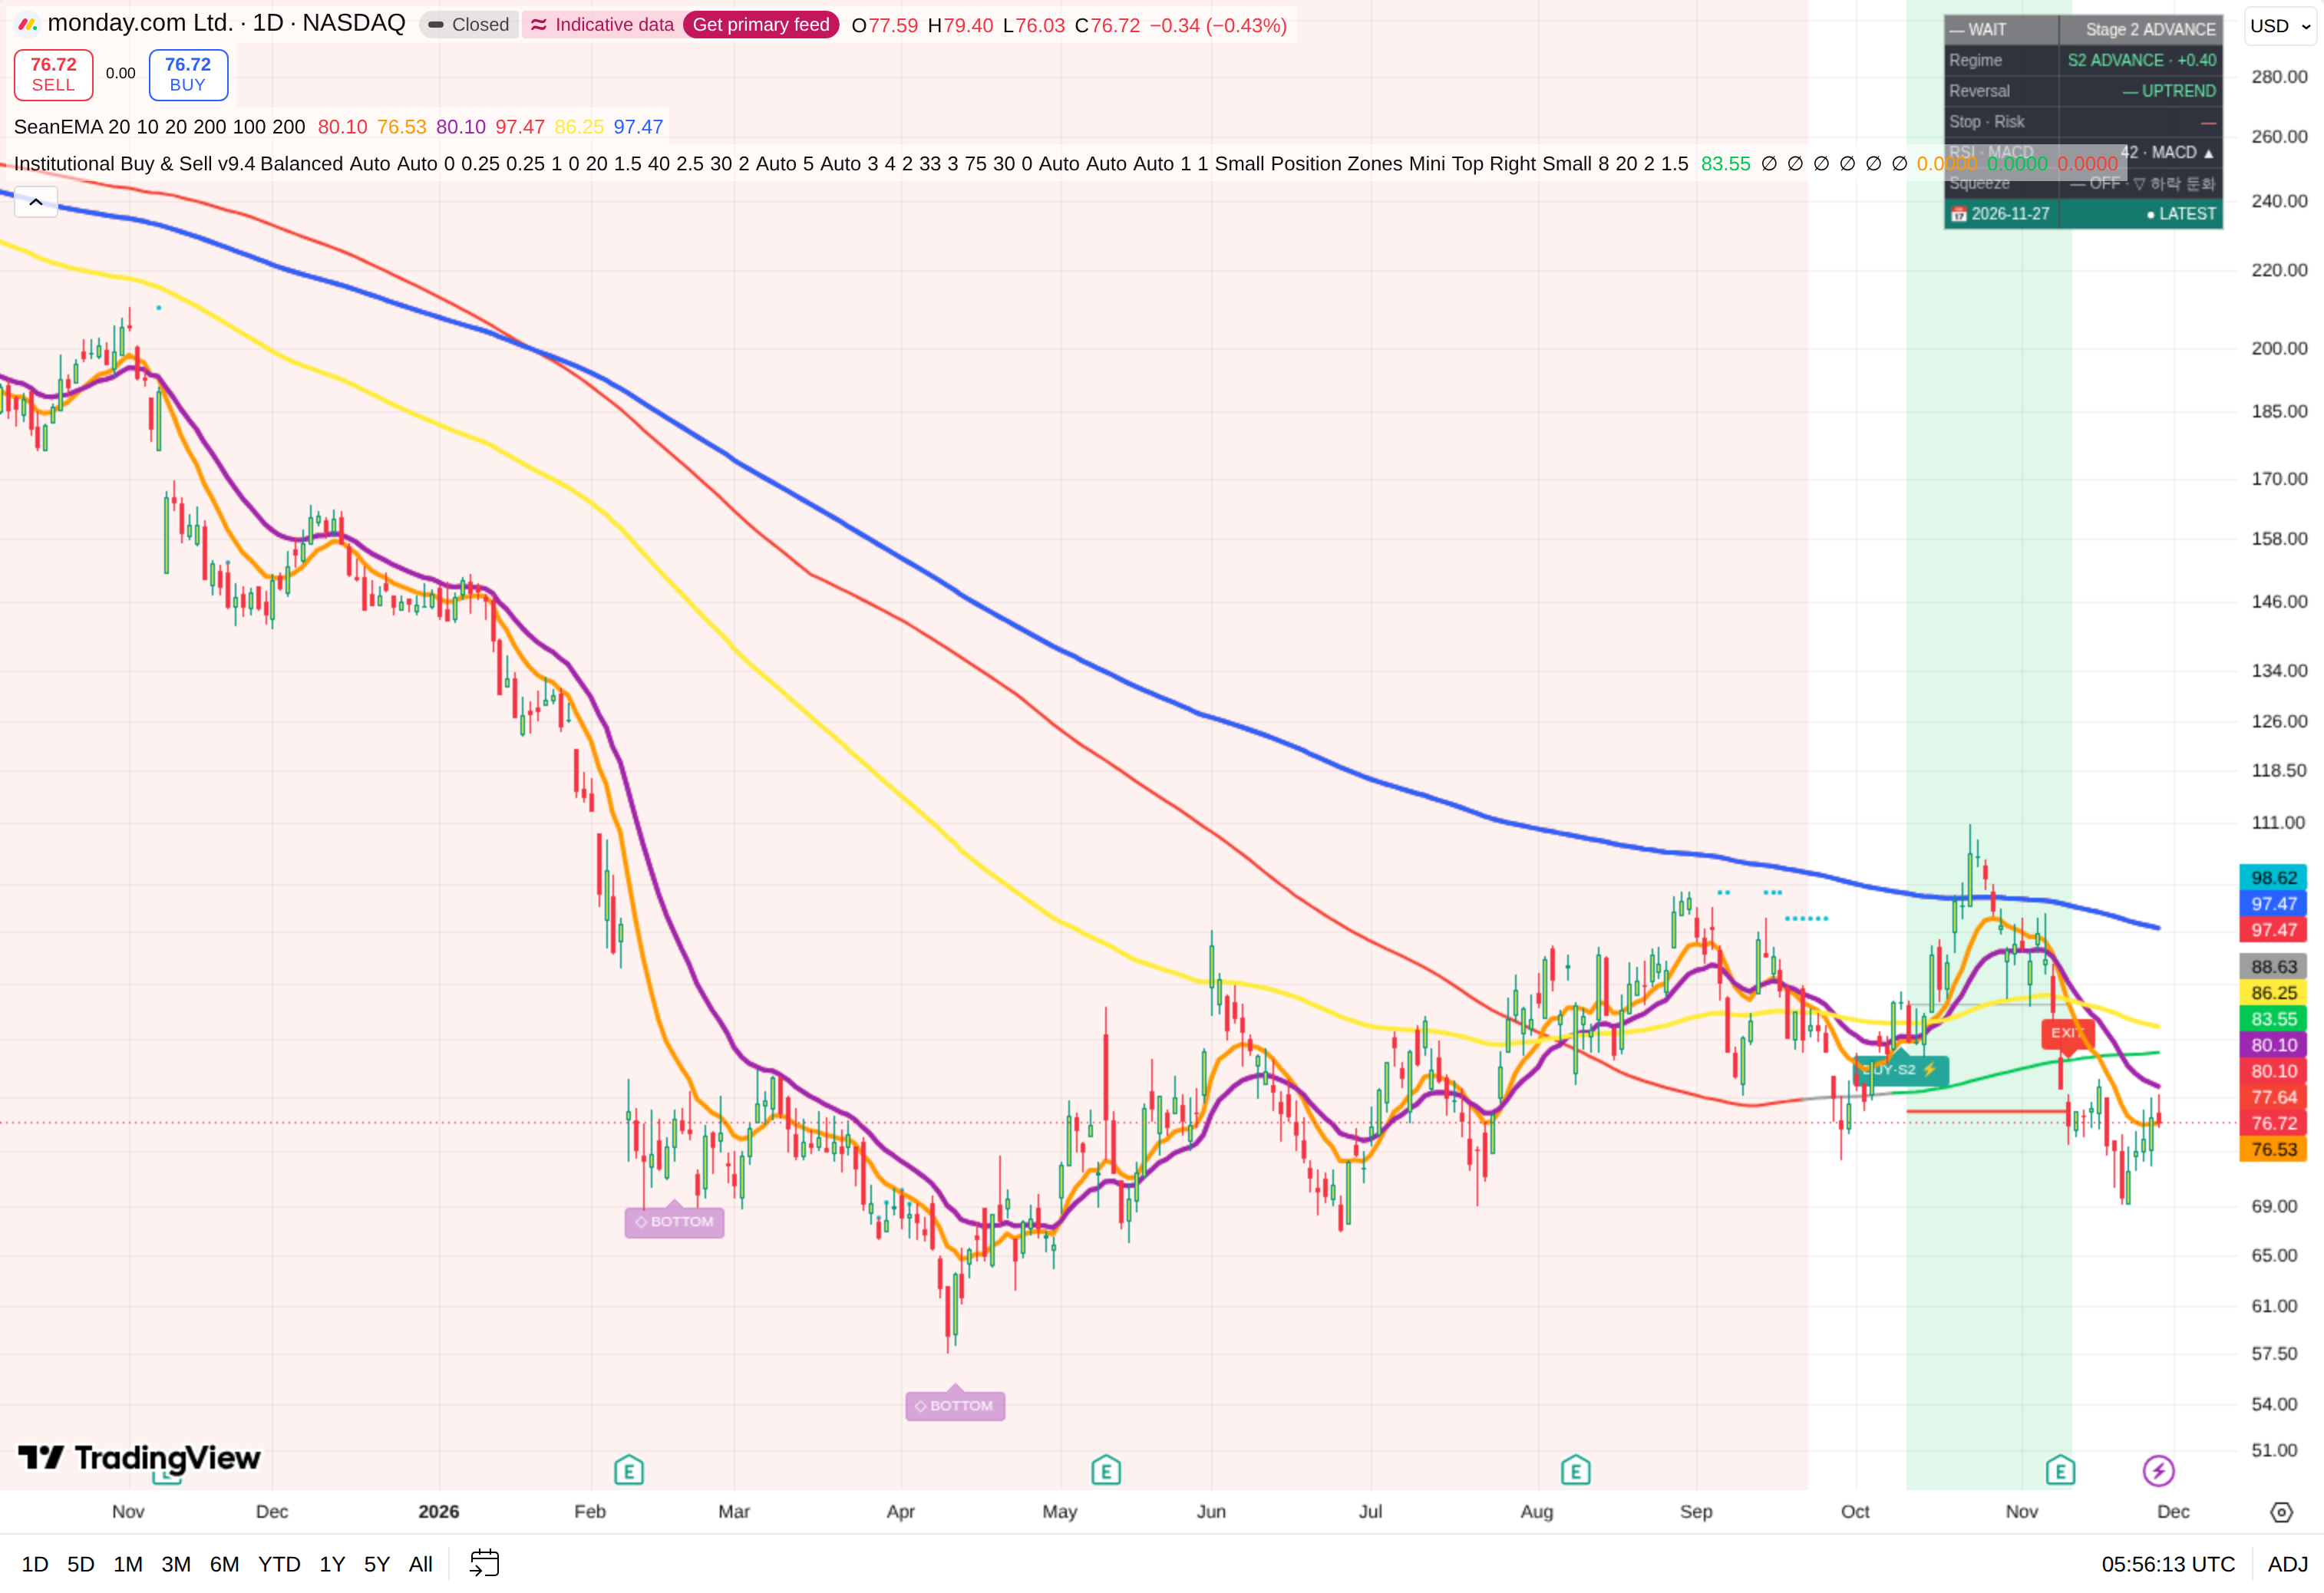 monday.com Ltd. · 1D · NASDAQ Closed ≈ Indicative data Get primary feed O77.59 H79.40 L76.03 C76.72 −0.34 (−0.43%)
76.72 SELL 0.00 76.72 BUY
SeanEMA 20 10 20 200 100 200 80.10 76.53 80.10 97.47 86.25 97.47
Institutional Buy & Sell v9.4 Balanced Auto Auto 0 0.25 0.25 1 0 20 1.5 40 2.5 30 2 Auto 5 Auto 3 4 2 33 3 75 30 0 Auto Auto Auto 1 1 Small Position Zones Mini Top Right Small 8 20 2 1.5 83.55 ∅ ∅ ∅ ∅ ∅ ∅ 0.0000 0.0000 0.0000
— WAIT Stage 2 ADVANCE
Regime S2 ADVANCE · +0.40
Reversal — UPTREND
Stop · Risk —
RSI · MACD 42 · MACD ▲
Squeeze — OFF · ▽ 하락 둔화
📅 2026-11-27 ● LATEST
USD
280.00
260.00
240.00
220.00
200.00
185.00
170.00
158.00
146.00
134.00
126.00
118.50
111.00
98.62
97.47
97.47
88.63
86.25
83.55
80.10
80.10
77.64
76.72
76.53
69.00
65.00
61.00
57.50
54.00
51.00
EXIT
BUY·S2 ⚡
◇ BOTTOM
◇ BOTTOM
TradingView
E E E E E
Nov Dec 2026 Feb Mar Apr May Jun Jul Aug Sep Oct Nov Dec
1D 5D 1M 3M 6M YTD 1Y 5Y All 05:56:13 UTC ADJ